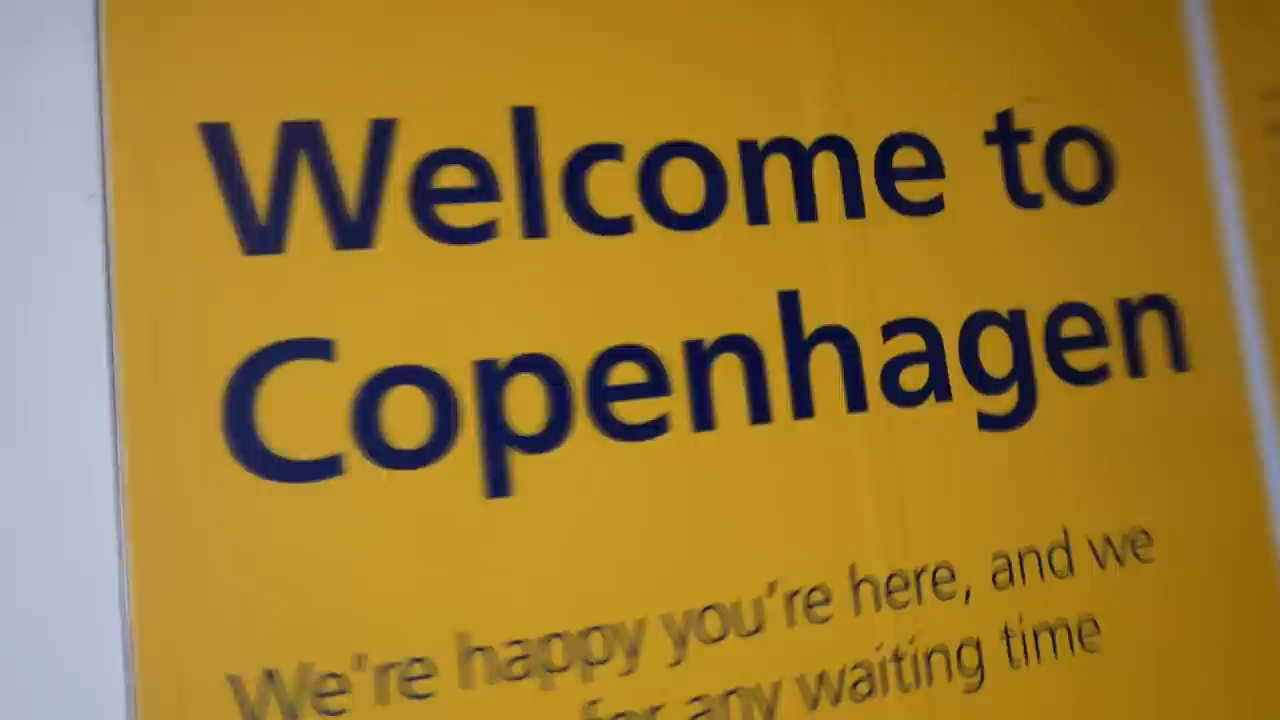 Welcome to
Copenhagen
We're happy you're here, and we
for any waiting time